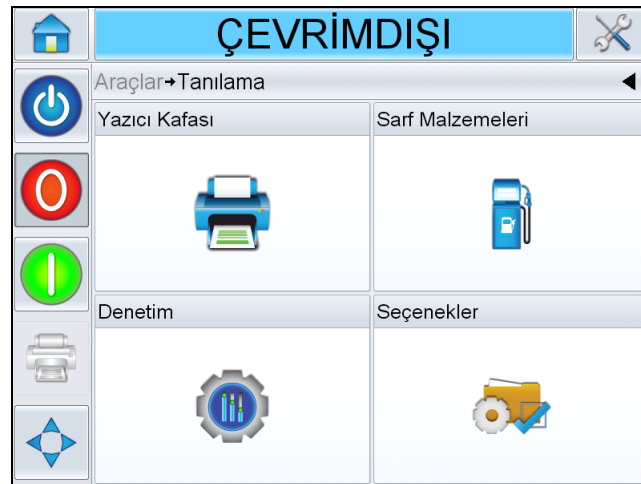 ÇEVRİMDIŞI
Araçlar→Tanılama
Yazıcı Kafası
Sarf Malzemeleri
Denetim
Seçenekler